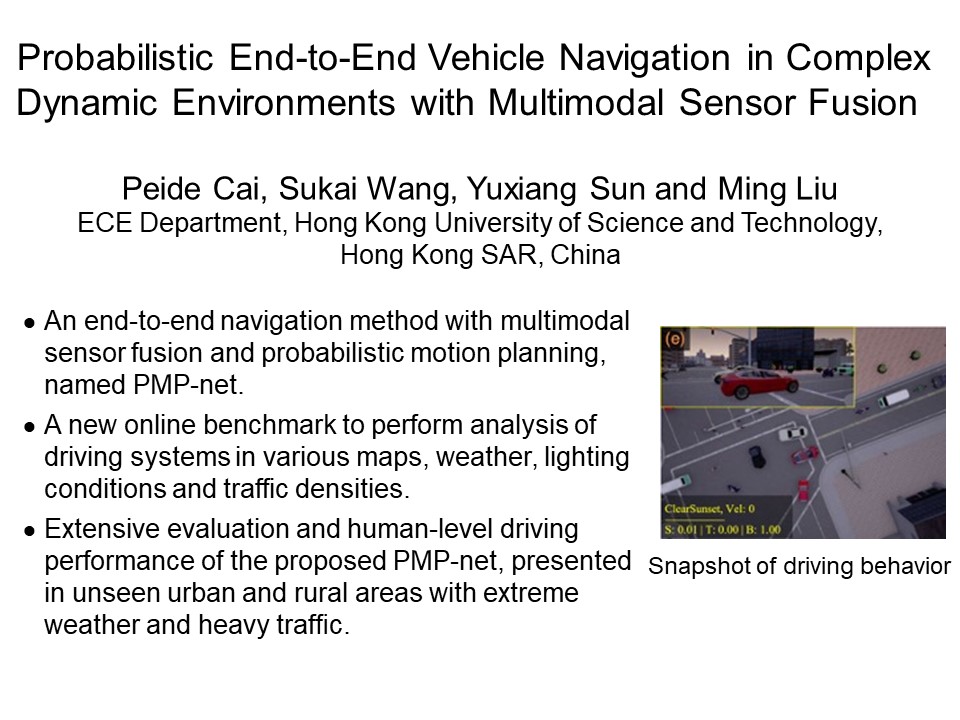 Probabilistic End-to-End Vehicle Navigation in Complex
Dynamic Environments with Multimodal Sensor Fusion
Peide Cai, Sukai Wang, Yuxiang Sun and Ming Liu
ECE Department, Hong Kong University of Science and Technology,
Hong Kong SAR, China
• An end-to-end navigation method with multimodal
sensor fusion and probabilistic motion planning,
named PMP-net.
• A new online benchmark to perform analysis of
driving systems in various maps, weather, lighting
conditions and traffic densities.
• Extensive evaluation and human-level driving
performance of the proposed PMP-net, presented
in unseen urban and rural areas with extreme
weather and heavy traffic.
(e)
ClearSunset, Vel: 0
S: 0.01 | T: 0.00 | B: 1.00
Snapshot of driving behavior